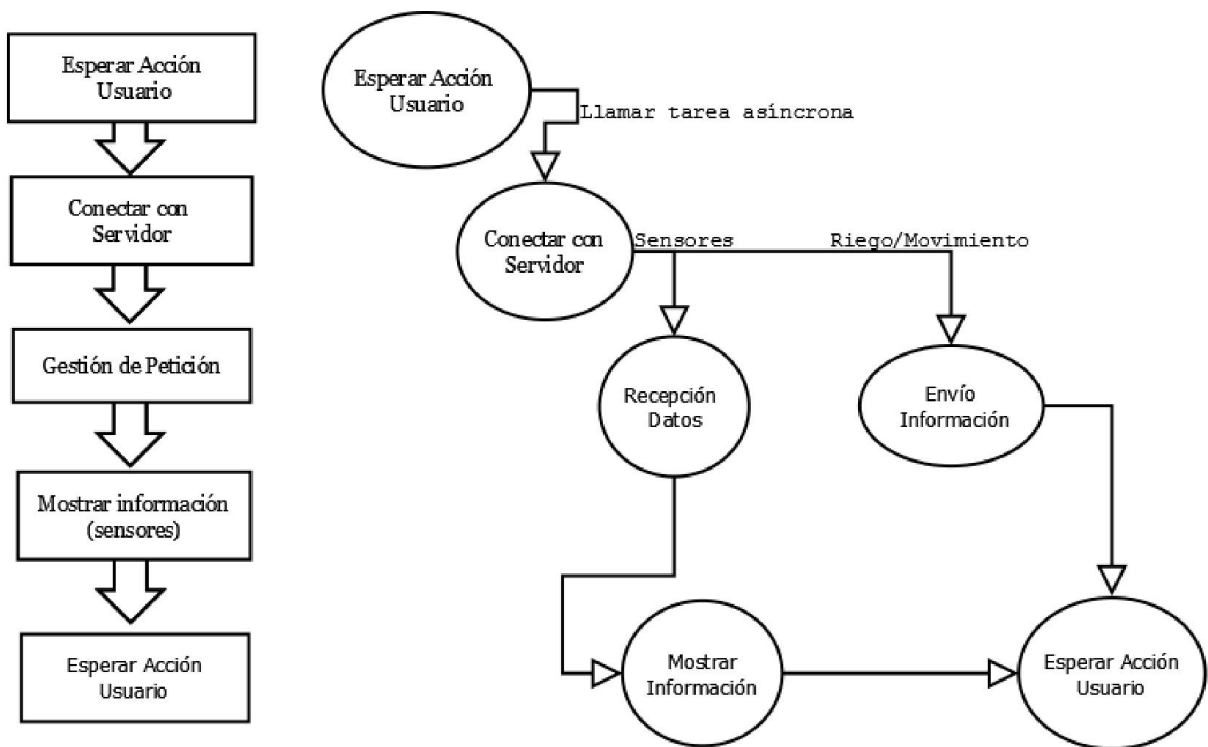 Esperar Acción
Usuario
Conectar con
Servidor
Gestión de Petición
Mostrar información
(sensores)
Esperar Acción
Usuario
Esperar Acción
Usuario
Llamar tarea asíncrona
Conectar con
Servidor
Sensores
Riego/Movimiento
Recepción
Datos
Envío
Información
Mostrar
Información
Esperar Acción
Usuario